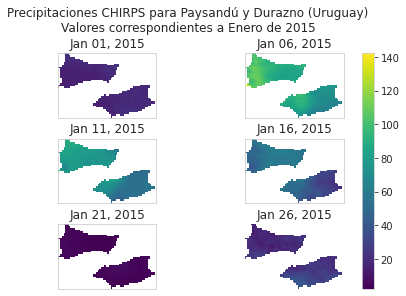 Precipitaciones CHIRPS para Paysandú y Durazno (Uruguay)
Valores correspondientes a Enero de 2015
Jan 01, 2015
Jan 06, 2015
Jan 11, 2015
Jan 16, 2015
Jan 21, 2015
Jan 26, 2015
140
120
100
80
60
40
20